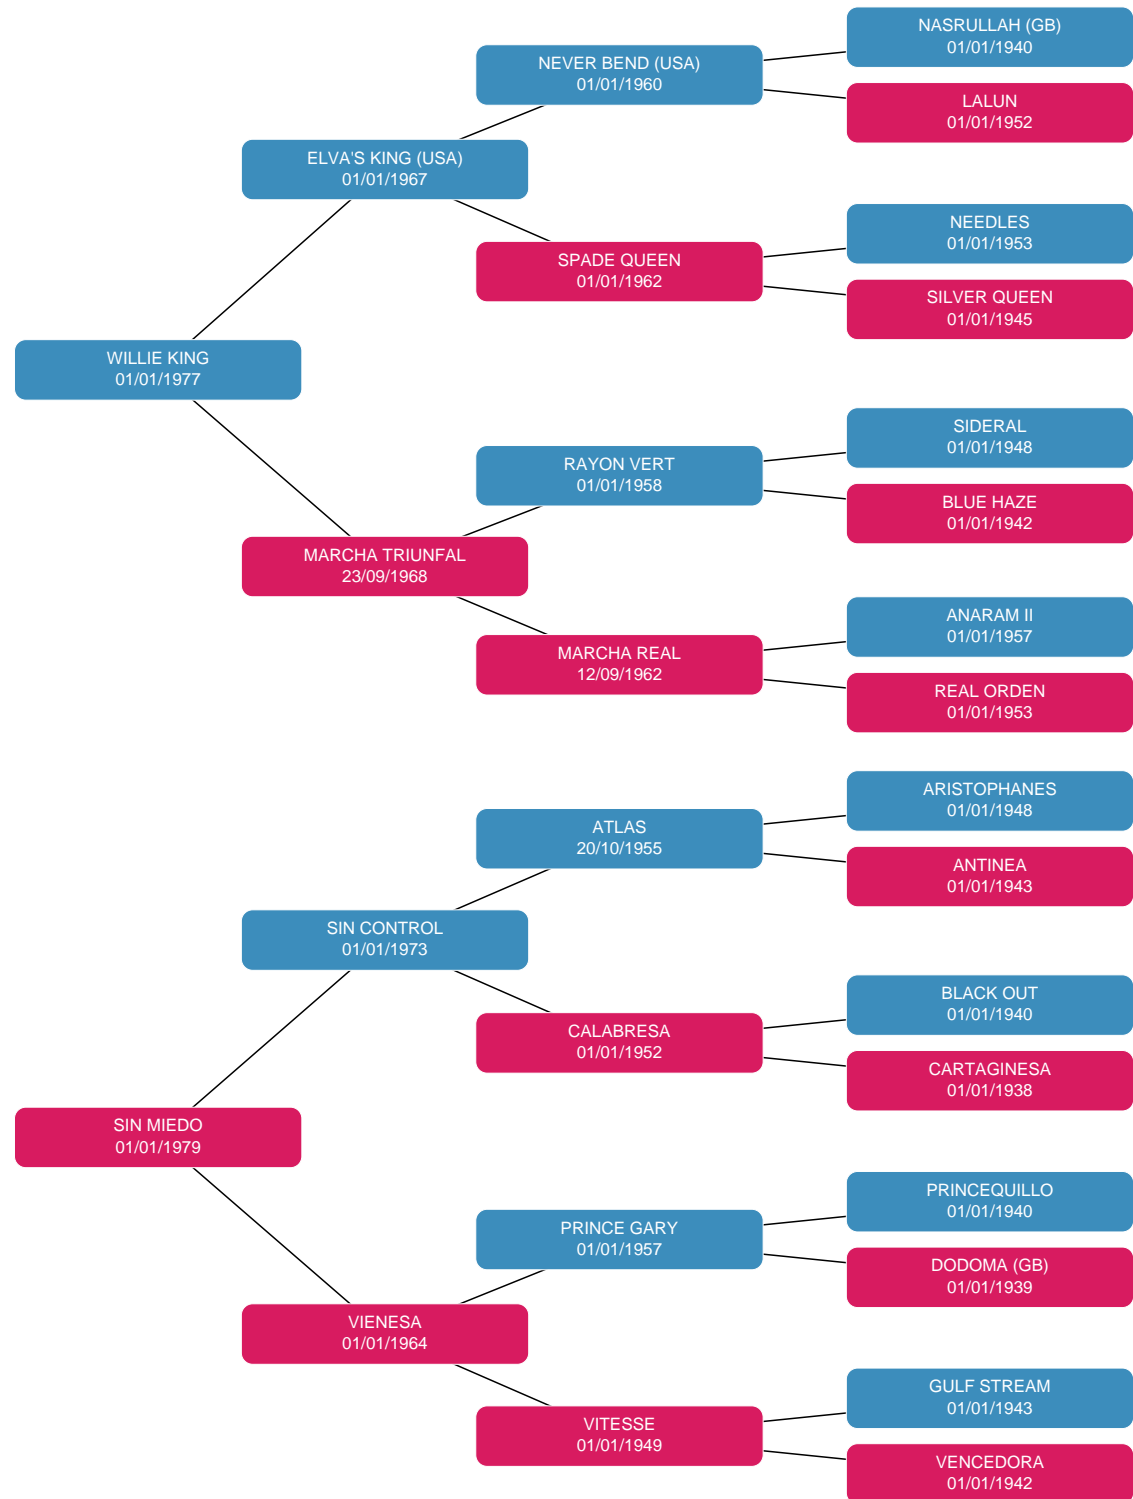 NASRULLAH (GB)
01/01/1940
NEVER BEND (USA)
01/01/1960
LALUN
01/01/1952
ELVA'S KING (USA)
01/01/1967
NEEDLES
01/01/1953
SPADE QUEEN
01/01/1962
SILVER QUEEN
01/01/1945
WILLIE KING
01/01/1977
SIDERAL
01/01/1948
RAYON VERT
01/01/1958
BLUE HAZE
01/01/1942
MARCHA TRIUNFAL
23/09/1968
ANARAM II
01/01/1957
MARCHA REAL
12/09/1962
REAL ORDEN
01/01/1953
ARISTOPHANES
01/01/1948
ATLAS
20/10/1955
ANTINEA
01/01/1943
SIN CONTROL
01/01/1973
BLACK OUT
01/01/1940
CALABRESA
01/01/1952
CARTAGINESA
01/01/1938
SIN MIEDO
01/01/1979
PRINCEQUILLO
01/01/1940
PRINCE GARY
01/01/1957
DODOMA (GB)
01/01/1939
VIENESA
01/01/1964
GULF STREAM
01/01/1943
VITESSE
01/01/1949
VENCEDORA
01/01/1942